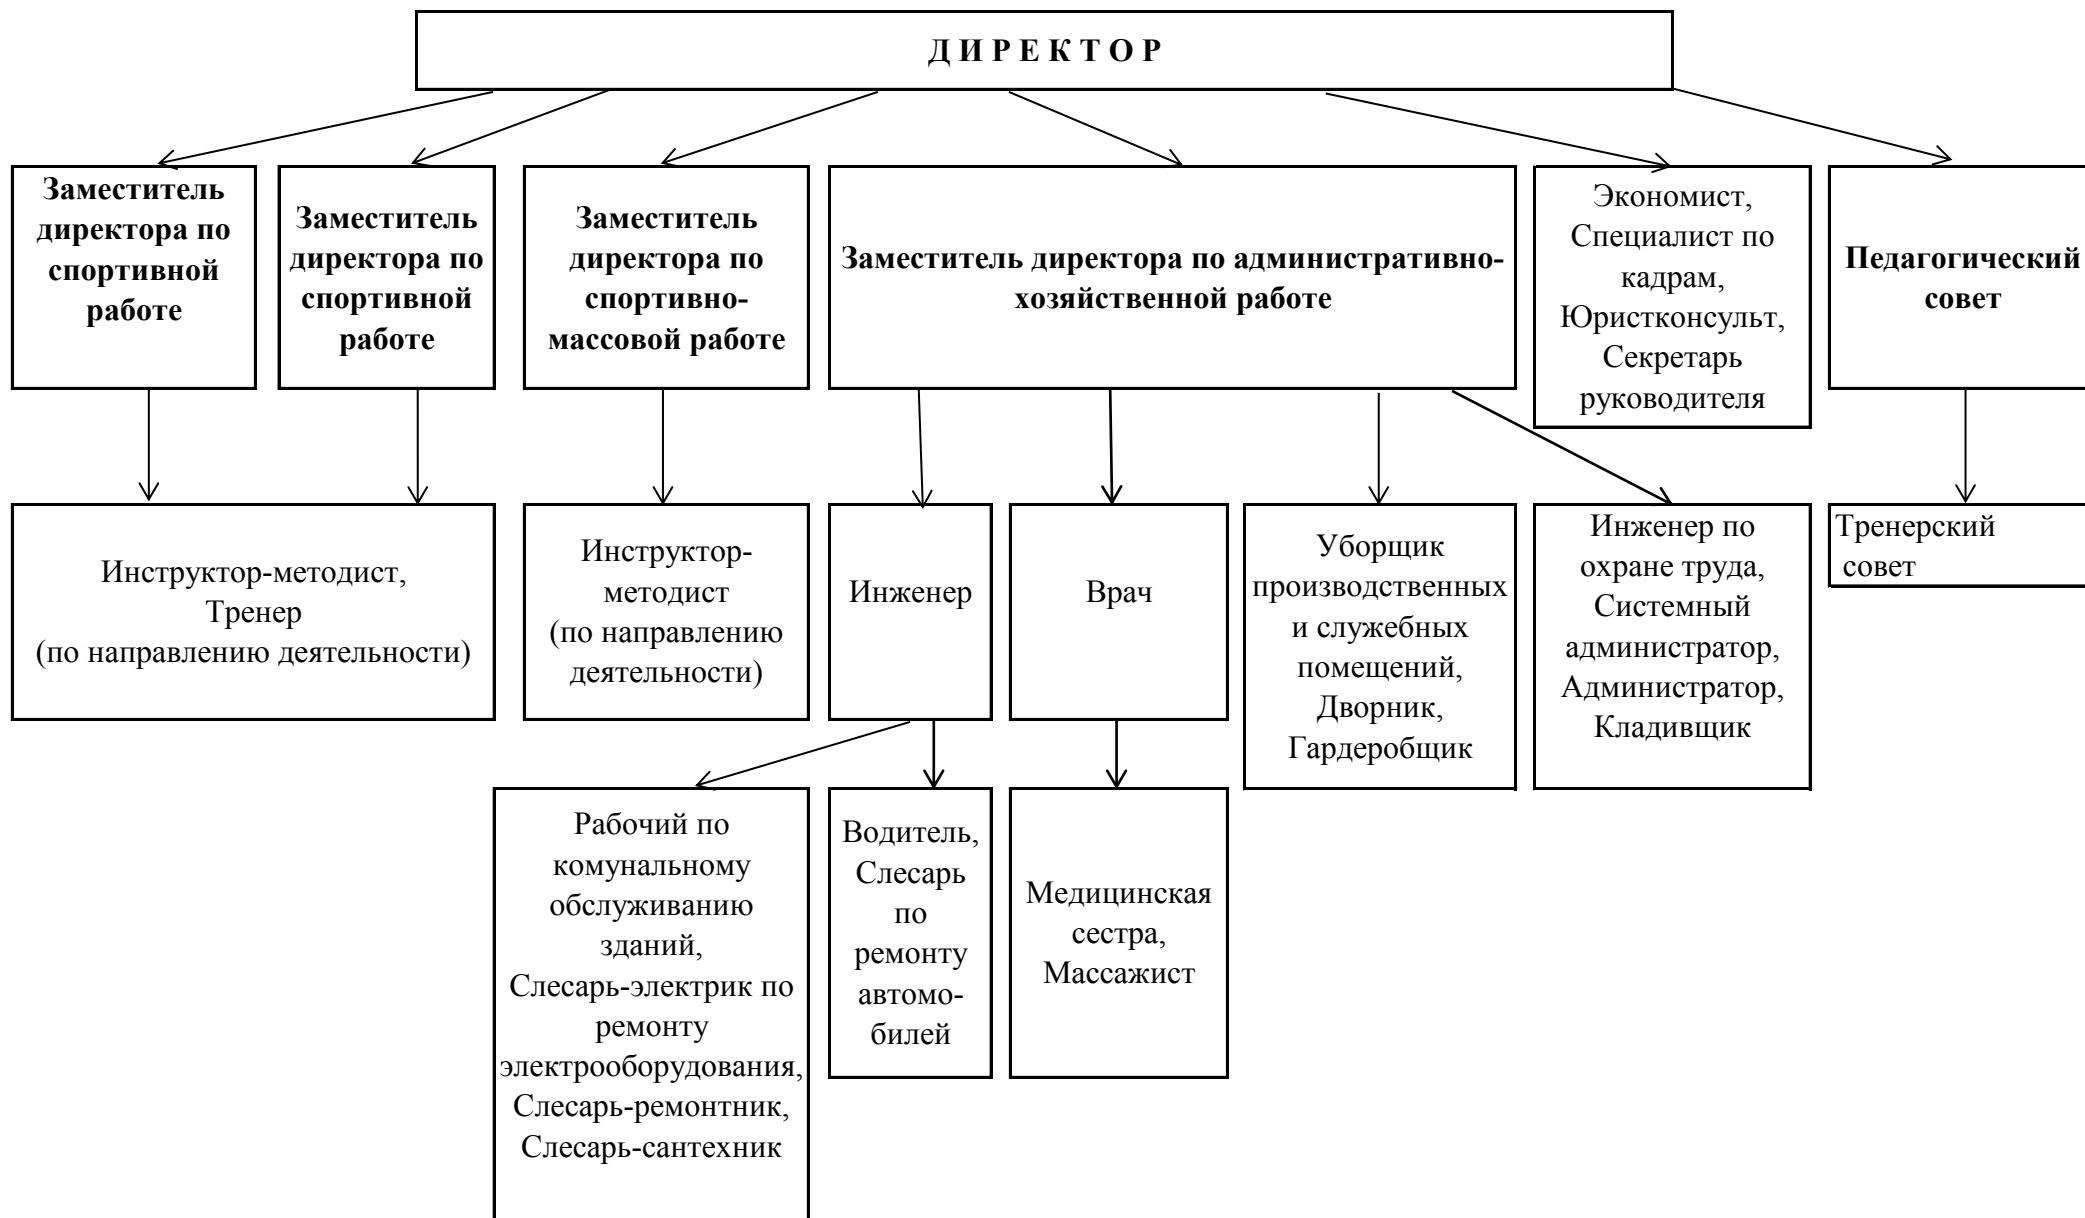 Д И Р Е К Т О Р
Заместитель
директора по
спортивной
работе
Заместитель
директора по
спортивной
работе
Заместитель
директора по
спортивно-
массовой работе
Заместитель директора по административно-
хозяйственной работе
Экономист,
Специалист по
кадрам,
Юристконсульт,
Секретарь
руководителя
Педагогический
совет
Инструктор-методист,
Тренер
(по направлению деятельности)
Инструктор-
методист
(по направлению
деятельности)
Инженер
Врач
Уборщик
производственных
и служебных
помещений,
Дворник,
Гардеробщик
Инженер по
охране труда,
Системный
администратор,
Администратор,
Кладивщик
Тренерский
совет
Рабочий по
комунальному
обслуживанию
зданий,
Слесарь-электрик по
ремонту
электрооборудования,
Слесарь-ремонтник,
Слесарь-сантехник
Водитель,
Слесарь
по
ремонту
автомо-
билей
Медицинская
сестра,
Массажист